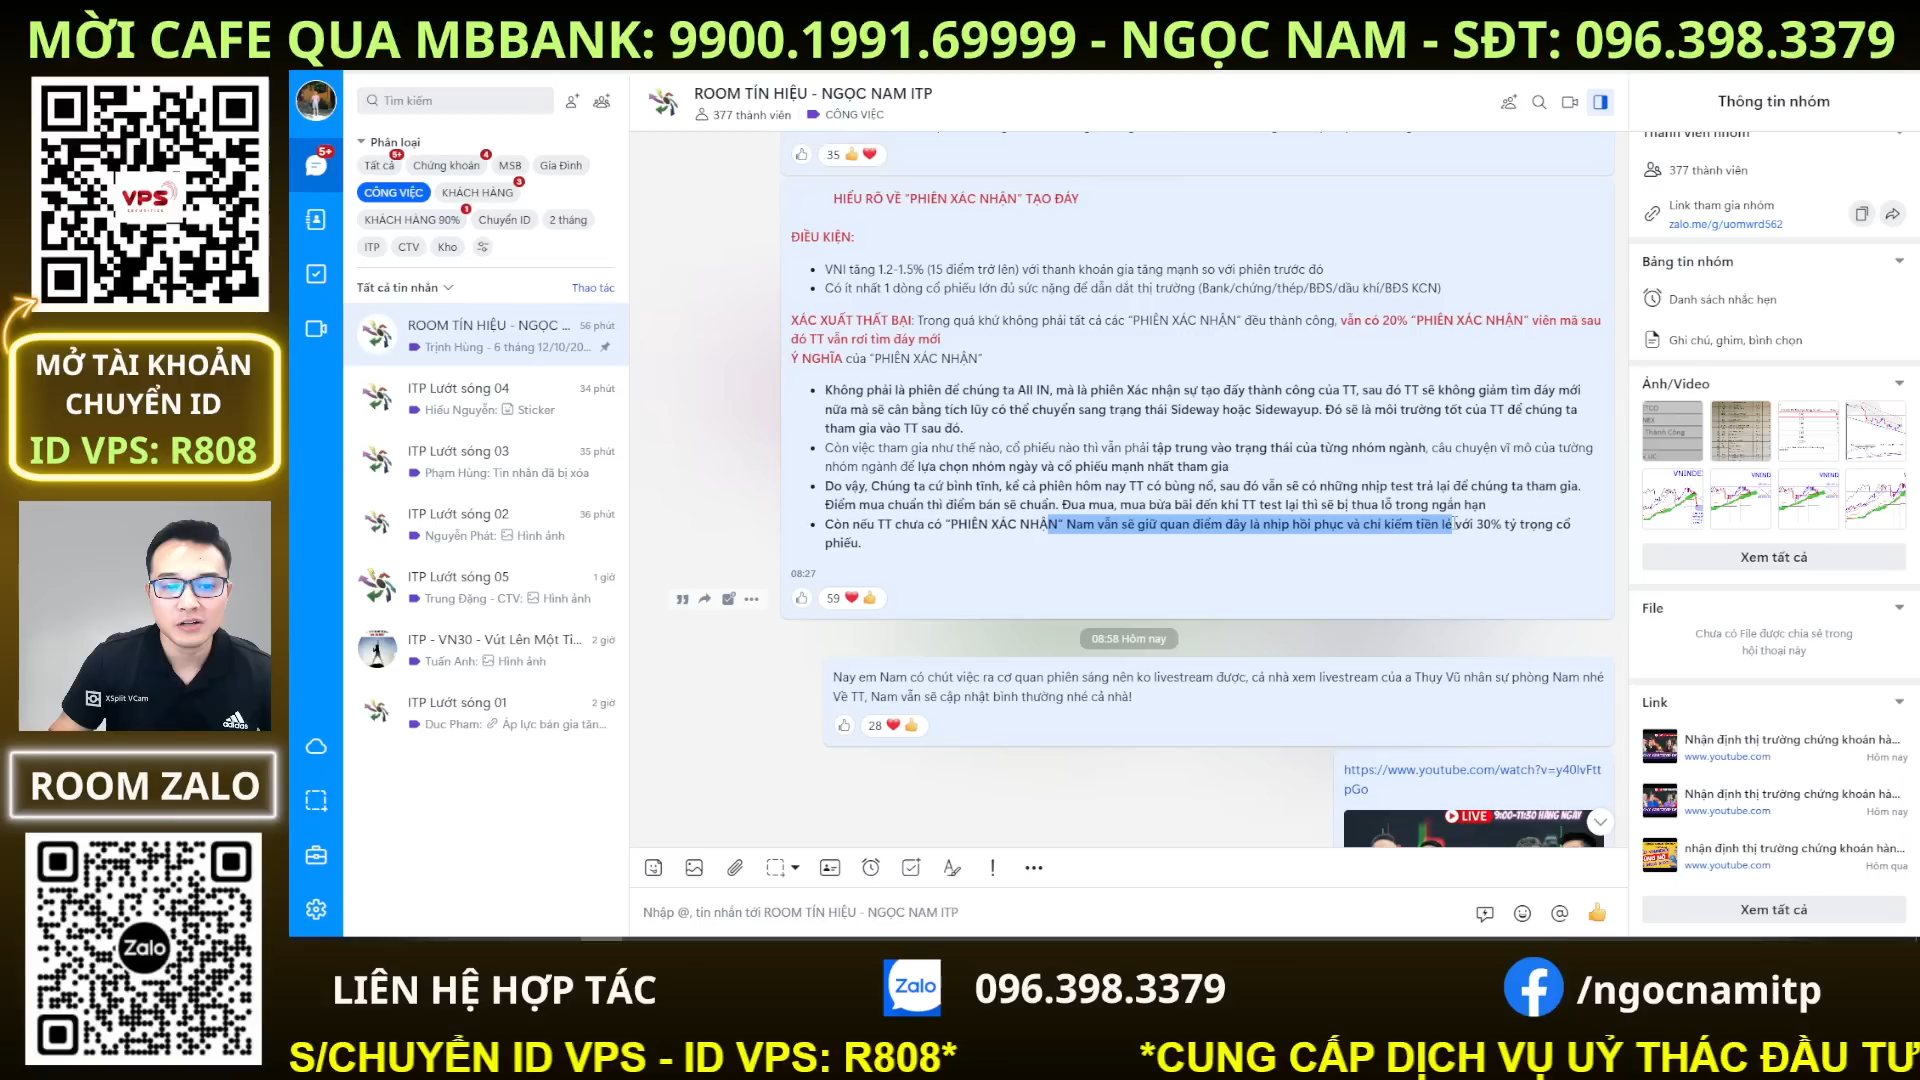 MỜI CAFE QUA MBBANK: 9900.1991.69999 - NGỌC NAM - SĐT: 096.398.3379
VPS
SECURITIES
MỞ TÀI KHOẢN
CHUYỂN ID
ID VPS: R808
XSplit VCam
adidas
ROOM ZALO
Zalo
5+
Tìm kiếm
Phân loại
Tất cả 5+ Chứng khoán 4 MSB Gia Đình
CÔNG VIỆC KHÁCH HÀNG 3
KHÁCH HÀNG 90% 1 Chuyển ID 2 tháng
ITP CTV Kho
Tất cả tin nhắn Thao tác
ROOM TÍN HIỆU - NGỌC ... 56 phút
Trịnh Hùng - 6 tháng 12/10/20...
ITP Lướt sóng 04 34 phút
Hiếu Nguyễn: Sticker
ITP Lướt sóng 03 35 phút
Phạm Hùng: Tin nhắn đã bị xóa
ITP Lướt sóng 02 36 phút
Nguyễn Phát: Hình ảnh
ITP Lướt sóng 05 1 giờ
Trung Đặng - CTV: Hình ảnh
ITP - VN30 - Vút Lên Một Ti... 2 giờ
Tuấn Anh: Hình ảnh
ITP Lướt sóng 01 2 giờ
Duc Pham: Áp lực bán gia tăn...
ROOM TÍN HIỆU - NGỌC NAM ITP
377 thành viên CÔNG VIỆC
35
HIỂU RÕ VỀ "PHIÊN XÁC NHẬN" TẠO ĐÁY
ĐIỀU KIỆN:
• VNI tăng 1.2-1.5% (15 điểm trở lên) với thanh khoản gia tăng mạnh so với phiên trước đó
• Có ít nhất 1 dòng cổ phiếu lớn đủ sức nặng để dẫn dắt thị trường (Bank/chứng/thép/BĐS/dầu khí/BĐS KCN)
XÁC XUẤT THẤT BẠI: Trong quá khứ không phải tất cả các "PHIÊN XÁC NHẬN" đều thành công, vẫn có 20% "PHIÊN XÁC NHẬN" viên mã sau
đó TT vẫn rơi tìm đáy mới
Ý NGHĨA của "PHIÊN XÁC NHẬN"
• Không phải là phiên để chúng ta All IN, mà là phiên Xác nhận sự tạo đấy thành công của TT, sau đó TT sẽ không giảm tìm đáy mới
nữa mà sẽ cân bằng tích lũy có thể chuyển sang trạng thái Sideway hoặc Sidewayup. Đó sẽ là môi trường tốt của TT để chúng ta
tham gia vào TT sau đó.
• Còn việc tham gia như thế nào, cổ phiếu nào thì vẫn phải tập trung vào trạng thái của từng nhóm ngành, câu chuyện vĩ mô của tường
nhóm ngành để lựa chọn nhóm ngày và cổ phiếu mạnh nhất tham gia
• Do vậy, Chúng ta cứ bình tĩnh, kể cả phiên hôm nay TT có bùng nổ, sau đó vẫn sẽ có những nhịp test trả lại để chúng ta tham gia.
Điểm mua chuẩn thì điểm bán sẽ chuẩn. Đua mua, mua bừa bãi đến khi TT test lại thì sẽ bị thua lỗ trong ngắn hạn
• Còn nếu TT chưa có "PHIÊN XÁC NHẬN" Nam vẫn sẽ giữ quan điểm đây là nhịp hồi phục và chỉ kiếm tiền lẻ với 30% tỷ trọng cổ
phiếu.
08:27
59
08:58 Hôm nay
Nay em Nam có chút việc ra cơ quan phiên sáng nên ko livestream được, cả nhà xem livestream của a Thụy Vũ nhân sự phòng Nam nhé
Về TT, Nam vẫn sẽ cập nhật bình thường nhé cả nhà!
28
https://www.youtube.com/watch?v=y40lvFtt
pGo
LIVE 9:00-11:30 HÀNG NGÀY
Nhập @, tin nhắn tới ROOM TÍN HIỆU - NGỌC NAM ITP
Thông tin nhóm
Thành viên nhóm
377 thành viên
Link tham gia nhóm
zalo.me/g/uomwrd562
Bảng tin nhóm
Danh sách nhắc hẹn
Ghi chú, ghim, bình chọn
Ảnh/Video
Xem tất cả
File
Chưa có File được chia sẻ trong
hội thoại này
Link
Nhận định thị trường chứng khoán hà...
www.youtube.com Hôm nay
Nhận định thị trường chứng khoán hà...
www.youtube.com Hôm nay
nhận định thị trường chứng khoán hàn...
www.youtube.com Hôm qua
Xem tất cả
LIÊN HỆ HỢP TÁC
Zalo 096.398.3379
/ngocnamitp
S/CHUYỂN ID VPS - ID VPS: R808* *CUNG CẤP DỊCH VỤ UỶ THÁC ĐẦU TƯ